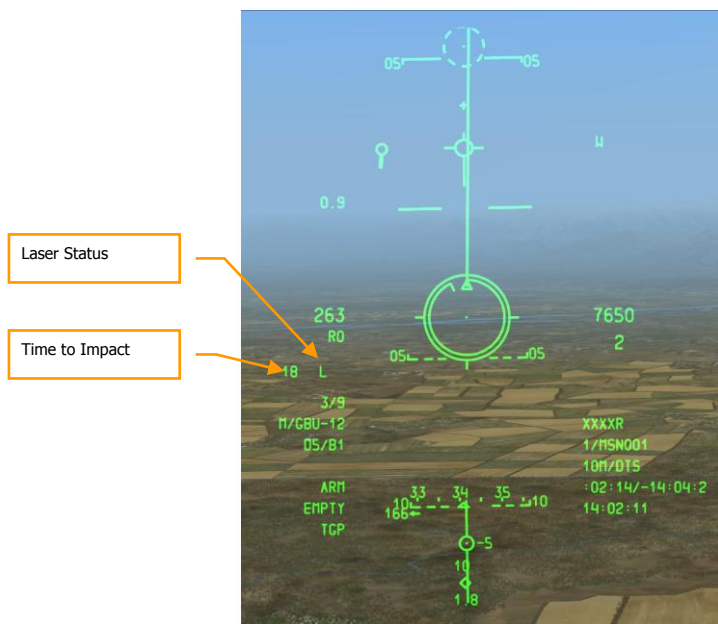 05 05
W
0.9
Laser Status
263 7650
R0 2
Time to Impact
05 05
18 L
3/9
M/GBU-12 XXXXR
05/B1 1/MSN001
10M/DTS
ARM 33 34 35 :02:14/-14:04:2
EMPTY 10 10 14:02:11
166←
TGP
-5
10
1.8